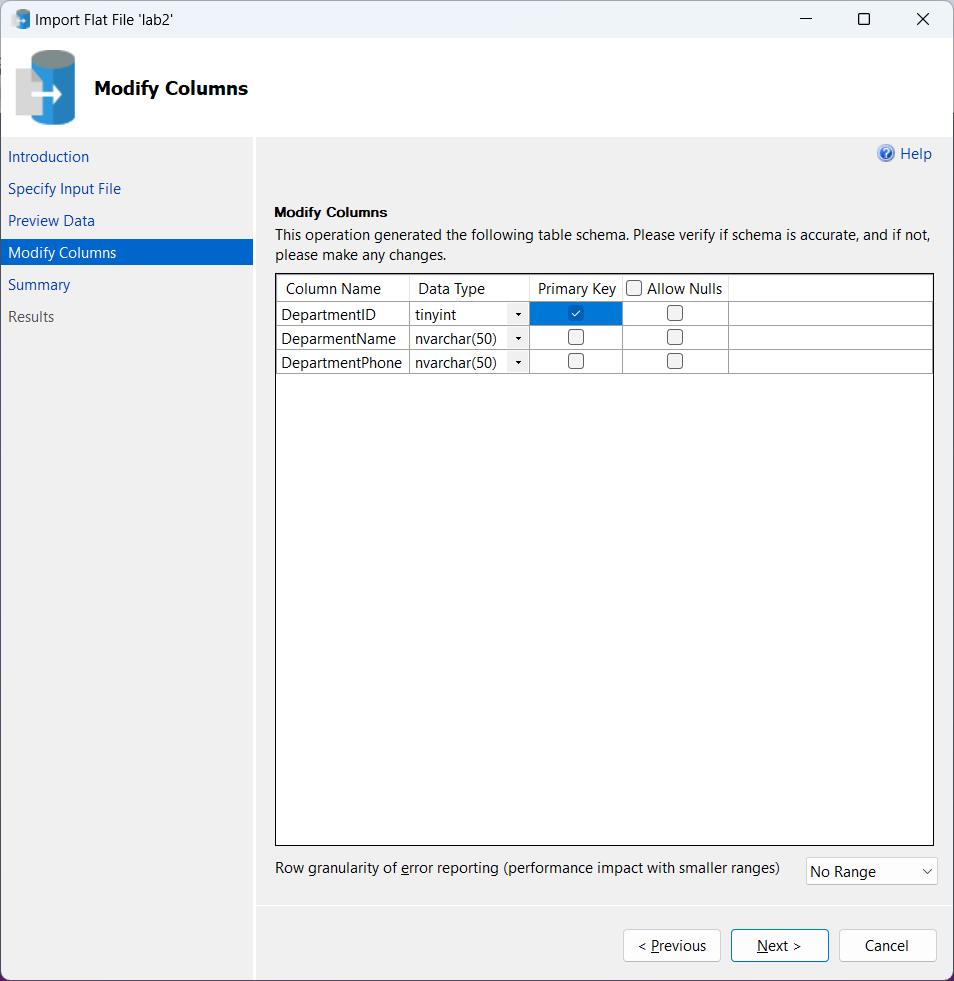 Import Flat File 'lab2'
Modify Columns
Introduction
Specify Input File
Preview Data
Modify Columns
Summary
Results
Help
Modify Columns
This operation generated the following table schema. Please verify if schema is accurate, and if not,
please make any changes.
Column Name Data Type Primary Key Allow Nulls
DepartmentID tinyint
DeparmentName nvarchar(50)
DepartmentPhone nvarchar(50)
Row granularity of error reporting (performance impact with smaller ranges) No Range
< Previous Next > Cancel